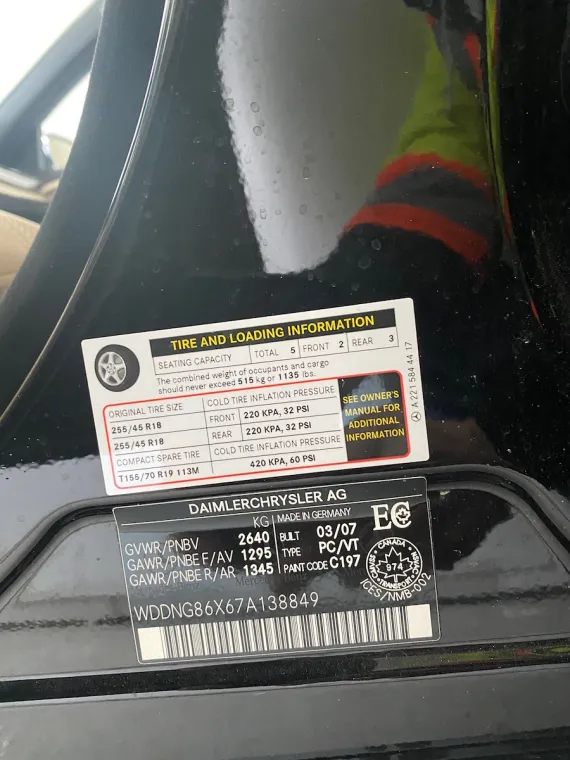 TIRE AND LOADING INFORMATION
SEATING CAPACITY TOTAL 5 FRONT 2 REAR 3
The combined weight of occupants and cargo
should never exceed 515 kg or 1135 lbs.
ORIGINAL TIRE SIZE COLD TIRE INFLATION PRESSURE
255/45 R18 FRONT 220 KPA, 32 PSI
255/45 R18 REAR 220 KPA, 32 PSI
COMPACT SPARE TIRE COLD TIRE INFLATION PRESSURE
T155/70 R19 113M 420 KPA, 60 PSI
SEE OWNER'S
MANUAL FOR
ADDITIONAL
INFORMATION
A 221 584 44 17
DAIMLERCHRYSLER AG
KG MADE IN GERMANY
GVWR/PNBV 2640 BUILT 03/07
GAWR/PNBE F/AV 1295 TYPE PC/VT
GAWR/PNBE R/AR 1345 PAINT CODE C197
WDDNG86X67A138849
CANADA
974
TRANSPORT
ICES/NMB-002